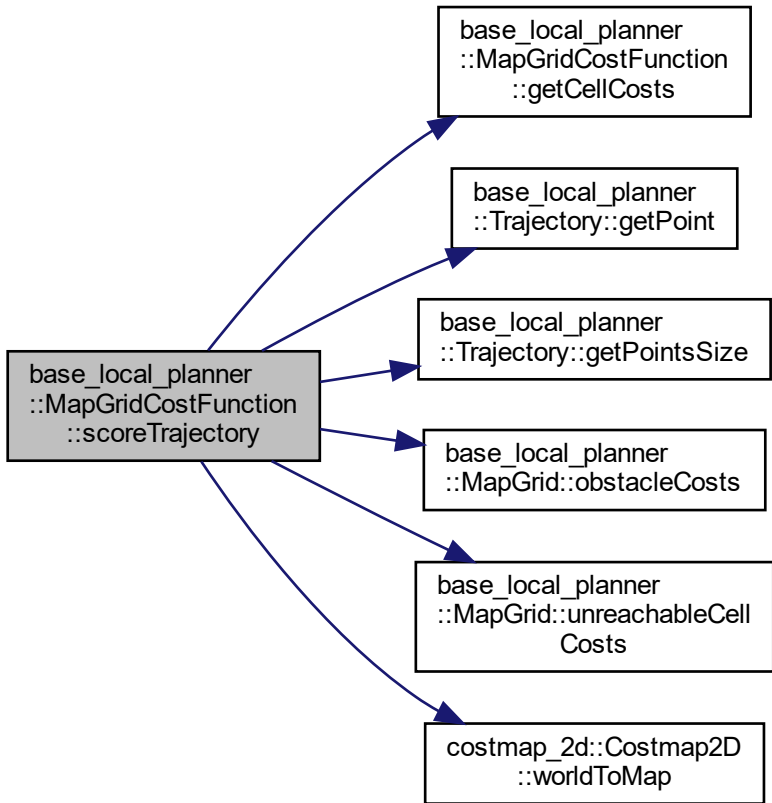 base_local_planner
::MapGridCostFunction
::getCellCosts
base_local_planner
::Trajectory::getPoint
base_local_planner
::Trajectory::getPointsSize
base_local_planner
::MapGridCostFunction
::scoreTrajectory
base_local_planner
::MapGrid::obstacleCosts
base_local_planner
::MapGrid::unreachableCell
Costs
costmap_2d::Costmap2D
::worldToMap